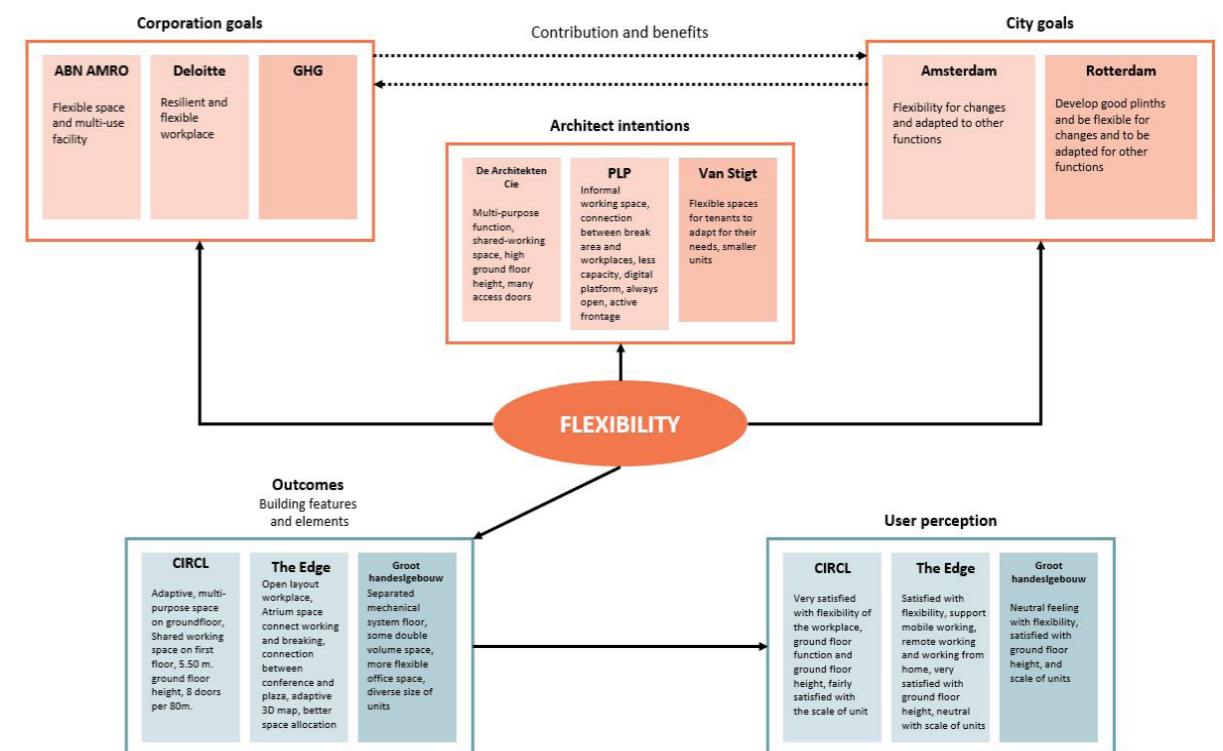 Corporation goals
ABN AMRO
Flexible space
and multi-use
facility
Deloitte
Resilient and
flexible
workplace
GHG
Contribution and benefits
City goals
Amsterdam
Flexibility for changes
and adapted to other
functions
Rotterdam
Develop good plinths
and be flexible for
changes and to be
adapted for other
functions
Architect intentions
De Architekten
Cie
Multi-purpose
function,
shared-working
space, high
ground floor
height, many
access doors
PLP
Informal
working space,
connection
between break
area and
workplaces, less
capacity, digital
platform, always
open, active
frontage
Van Stigt
Flexible spaces
for tenants to
adapt for their
needs, smaller
units
FLEXIBILITY
Outcomes
Building features
and elements
CIRCL
Adaptive, multi-
purpose space
on groundfloor,
Shared working
space on first
floor, 5.50 m.
ground floor
height, 8 doors
per 80m.
The Edge
Open layout
workplace,
Atrium space
connect working
and breaking,
connection
between
conference and
plaza, adaptive
3D map, better
space allocation
Groot
handeslgebouw
Separated
mechanical
system floor,
some double
volume space,
more flexible
office space,
diverse size of
units
User perception
CIRCL
Very satisfied
with flexibility of
the workplace,
ground floor
function and
ground floor
height, fairly
satisfied with
the scale of unit
The Edge
Satisfied with
flexibility, support
mobile working,
remote working
and working from
home, very
satisfied with
ground floor
height, neutral
with scale of units
Groot
handeslgebouw
Neutral feeling
with flexibility,
satisfied with
ground floor
height, and
scale of units